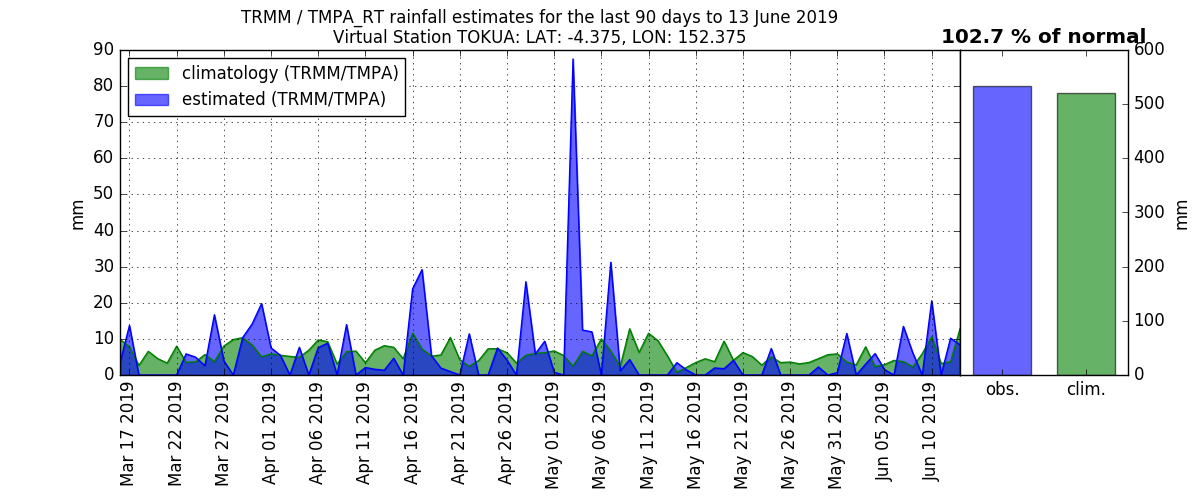 TRMM / TMPA_RT rainfall estimates for the last 90 days to 13 June 2019
Virtual Station TOKUA: LAT: -4.375, LON: 152.375
102.7 % of normal
climatology (TRMM/TMPA)
estimated (TRMM/TMPA)
90
80
70
60
50
40
30
20
10
0
mm
Mar 17 2019
Mar 22 2019
Mar 27 2019
Apr 01 2019
Apr 06 2019
Apr 11 2019
Apr 16 2019
Apr 21 2019
Apr 26 2019
May 01 2019
May 06 2019
May 11 2019
May 16 2019
May 21 2019
May 26 2019
May 31 2019
Jun 05 2019
Jun 10 2019
obs.
clim.
600
500
400
300
200
100
0
mm